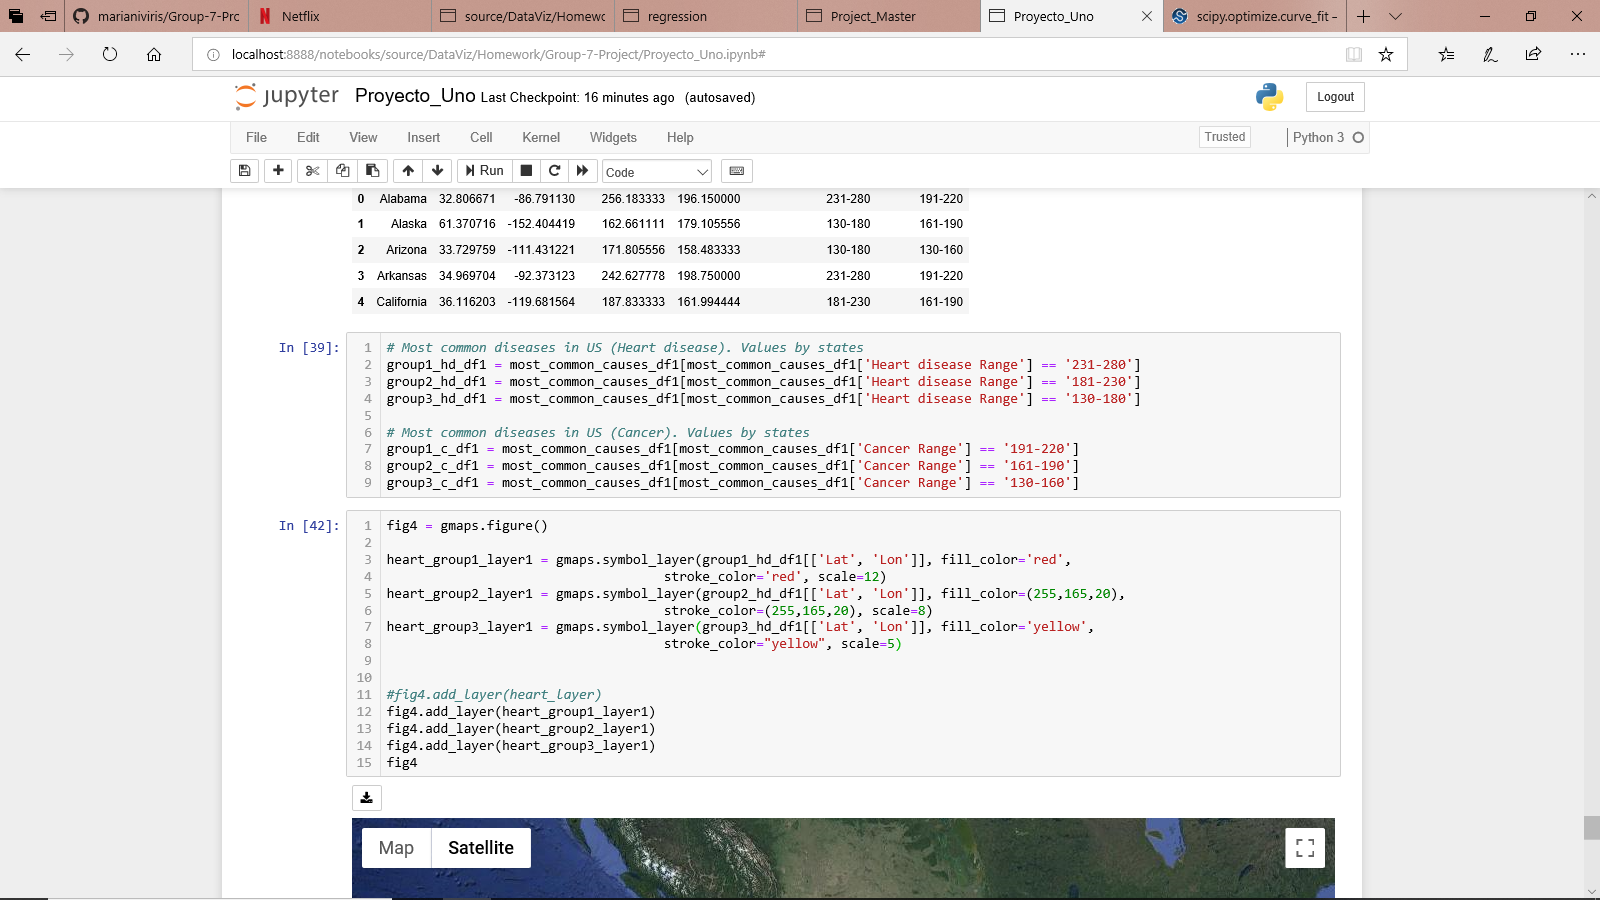 marianiviris/Group-7-Prc
Netflix
source/DataViz/Homewc
regression
Project_Master
Proyecto_Uno
scipy.optimize.curve_fit –
localhost:8888/notebooks/source/DataViz/Homework/Group-7-Project/Proyecto_Uno.ipynb#
jupyter Proyecto_Uno Last Checkpoint: 16 minutes ago (autosaved)
Logout
File Edit View Insert Cell Kernel Widgets Help
Trusted
Python 3
Run
Code
0 Alabama 32.806671 -86.791130 256.183333 196.150000 231-280 191-220
1 Alaska 61.370716 -152.404419 162.661111 179.105556 130-180 161-190
2 Arizona 33.729759 -111.431221 171.805556 158.483333 130-180 130-160
3 Arkansas 34.969704 -92.373123 242.627778 198.750000 231-280 191-220
4 California 36.116203 -119.681564 187.833333 161.994444 181-230 161-190
In [39]:
1 # Most common diseases in US (Heart disease). Values by states
2 group1_hd_df1 = most_common_causes_df1[most_common_causes_df1['Heart disease Range'] == '231-280']
3 group2_hd_df1 = most_common_causes_df1[most_common_causes_df1['Heart disease Range'] == '181-230']
4 group3_hd_df1 = most_common_causes_df1[most_common_causes_df1['Heart disease Range'] == '130-180']
5
6 # Most common diseases in US (Cancer). Values by states
7 group1_c_df1 = most_common_causes_df1[most_common_causes_df1['Cancer Range'] == '191-220']
8 group2_c_df1 = most_common_causes_df1[most_common_causes_df1['Cancer Range'] == '161-190']
9 group3_c_df1 = most_common_causes_df1[most_common_causes_df1['Cancer Range'] == '130-160']
In [42]:
1 fig4 = gmaps.figure()
2
3 heart_group1_layer1 = gmaps.symbol_layer(group1_hd_df1[['Lat', 'Lon']], fill_color='red',
4 stroke_color='red', scale=12)
5 heart_group2_layer1 = gmaps.symbol_layer(group2_hd_df1[['Lat', 'Lon']], fill_color=(255,165,20),
6 stroke_color=(255,165,20), scale=8)
7 heart_group3_layer1 = gmaps.symbol_layer(group3_hd_df1[['Lat', 'Lon']], fill_color='yellow',
8 stroke_color="yellow", scale=5)
9
10
11 #fig4.add_layer(heart_layer)
12 fig4.add_layer(heart_group1_layer1)
13 fig4.add_layer(heart_group2_layer1)
14 fig4.add_layer(heart_group3_layer1)
15 fig4
Map
Satellite